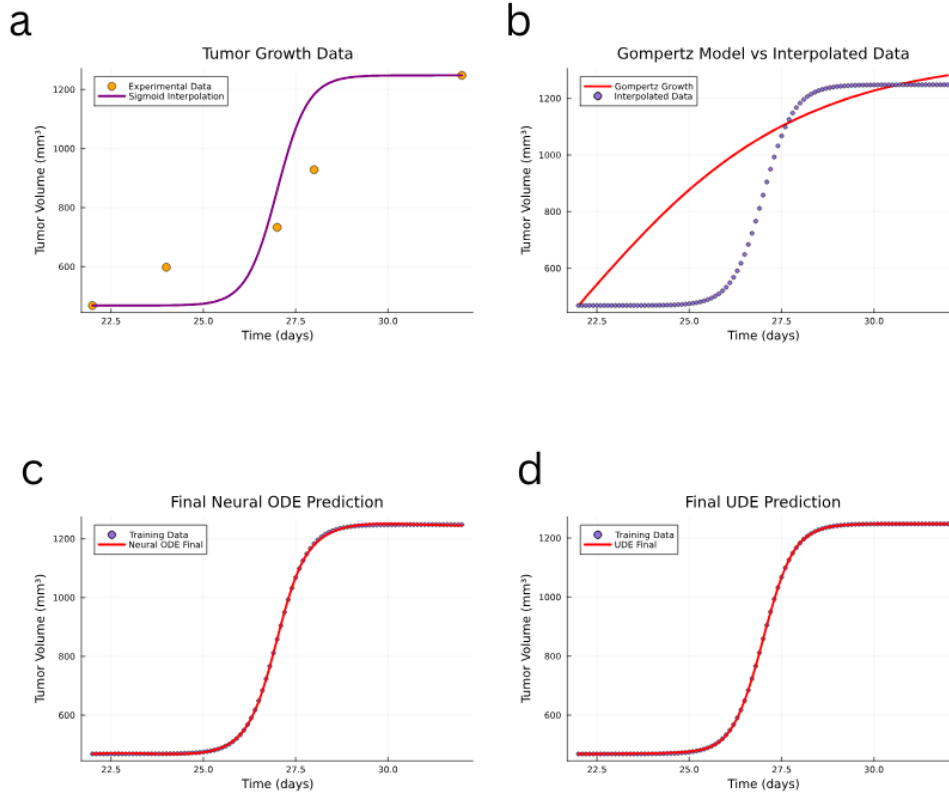 a
Tumor Growth Data
Experimental Data
Sigmoid Interpolation
1200
1000
800
600
Tumor Volume (mm³)
22.5 25.0 27.5 30.0
Time (days)
b
Gompertz Model vs Interpolated Data
Gompertz Growth
Interpolated Data
1200
1000
800
600
Tumor Volume (mm³)
22.5 25.0 27.5 30.0
Time (days)
c
Final Neural ODE Prediction
Training Data
Neural ODE Final
1200
1000
800
600
Tumor Volume (mm³)
22.5 25.0 27.5 30.0
Time (days)
d
Final UDE Prediction
Training Data
UDE Final
1200
1000
800
600
Tumor Volume (mm³)
22.5 25.0 27.5 30.0
Time (days)